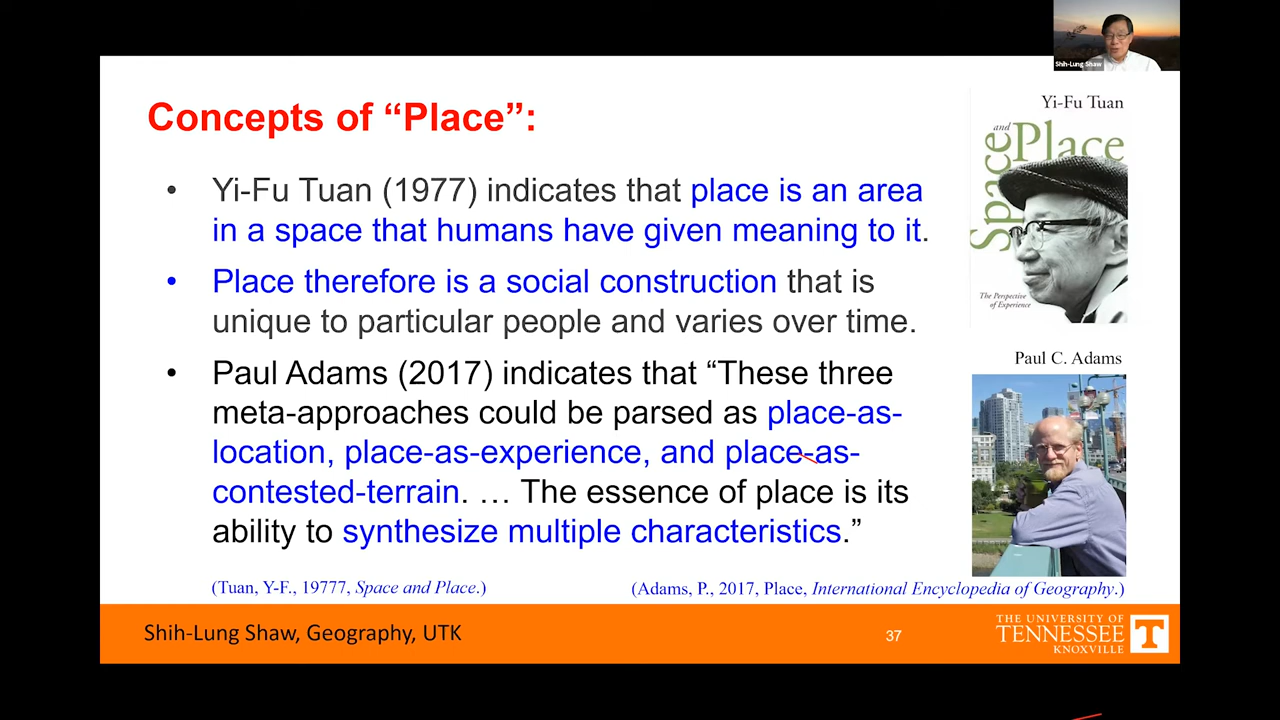 Shih-Lung Shaw
Concepts of “Place”:
• Yi-Fu Tuan (1977) indicates that place is an area
in a space that humans have given meaning to it.
• Place therefore is a social construction that is
unique to particular people and varies over time.
• Paul Adams (2017) indicates that “These three
meta-approaches could be parsed as place-as-
location, place-as-experience, and place-as-
contested-terrain. … The essence of place is its
ability to synthesize multiple characteristics.”
Yi-Fu Tuan
Space and Place
The Perspective
of Experience
Paul C. Adams
(Tuan, Y-F., 19777, Space and Place.)
(Adams, P., 2017, Place, International Encyclopedia of Geography.)
Shih-Lung Shaw, Geography, UTK
37
THE UNIVERSITY OF
TENNESSEE
KNOXVILLE
T